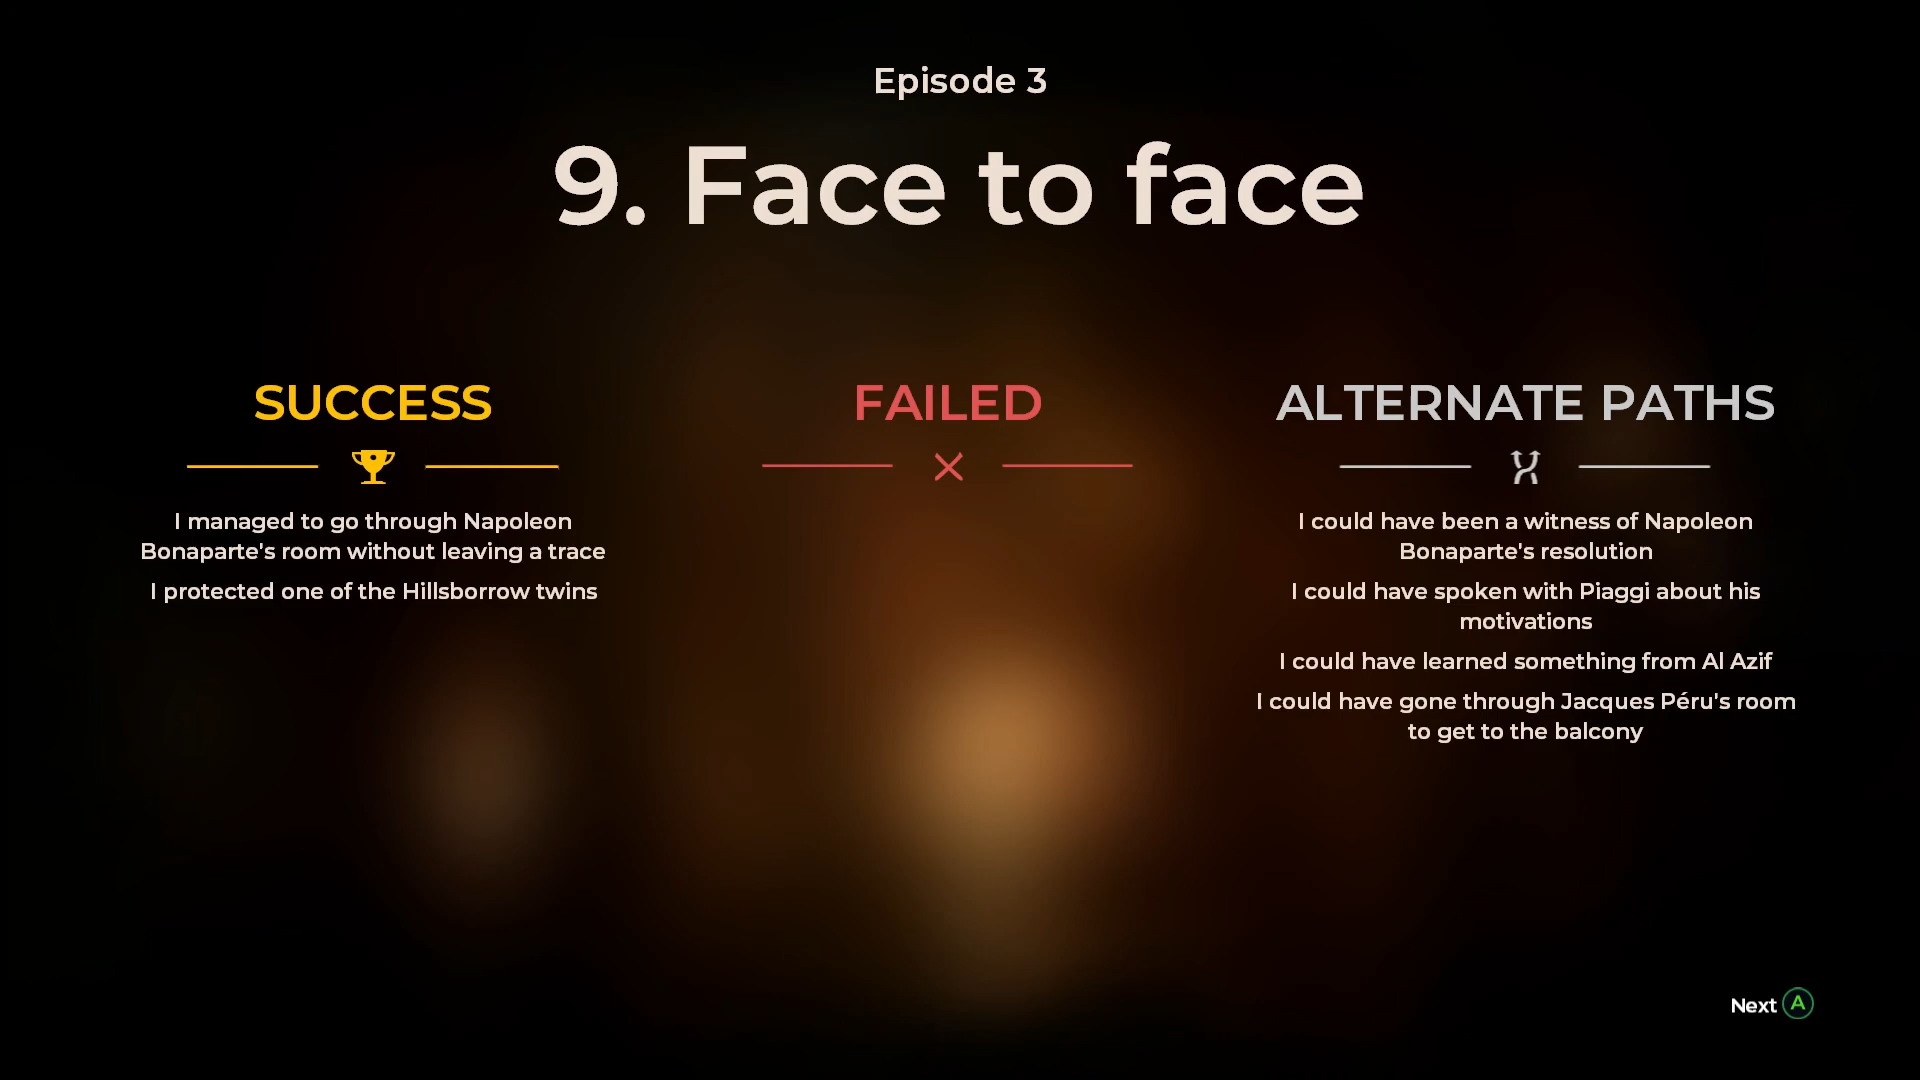 Episode 3
9. Face to face
SUCCESS
I managed to go through Napoleon
Bonaparte's room without leaving a trace
I protected one of the Hillsborrow twins
FAILED
ALTERNATE PATHS
I could have been a witness of Napoleon
Bonaparte's resolution
I could have spoken with Piaggi about his
motivations
I could have learned something from Al Azif
I could have gone through Jacques Péru's room
to get to the balcony
Next A